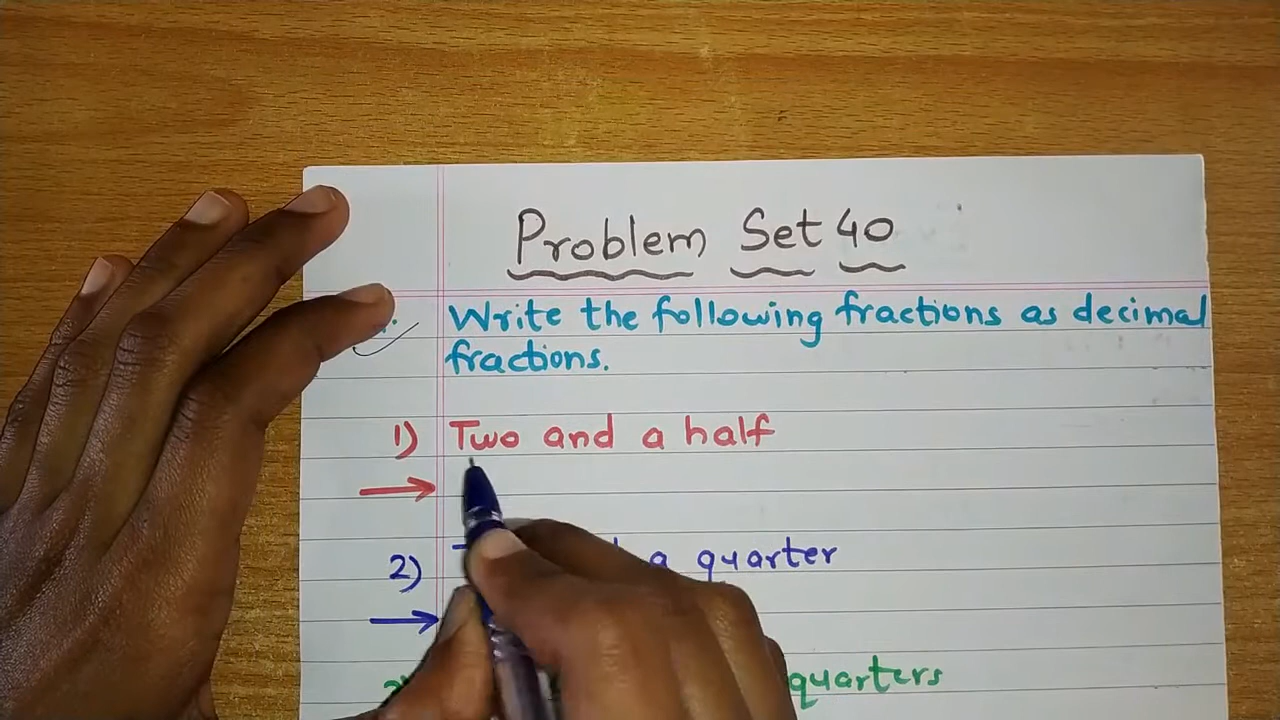 Problem Set 40
Write the following fractions as decimal
fractions.
1) Two and a half
2) a quarter
quarters